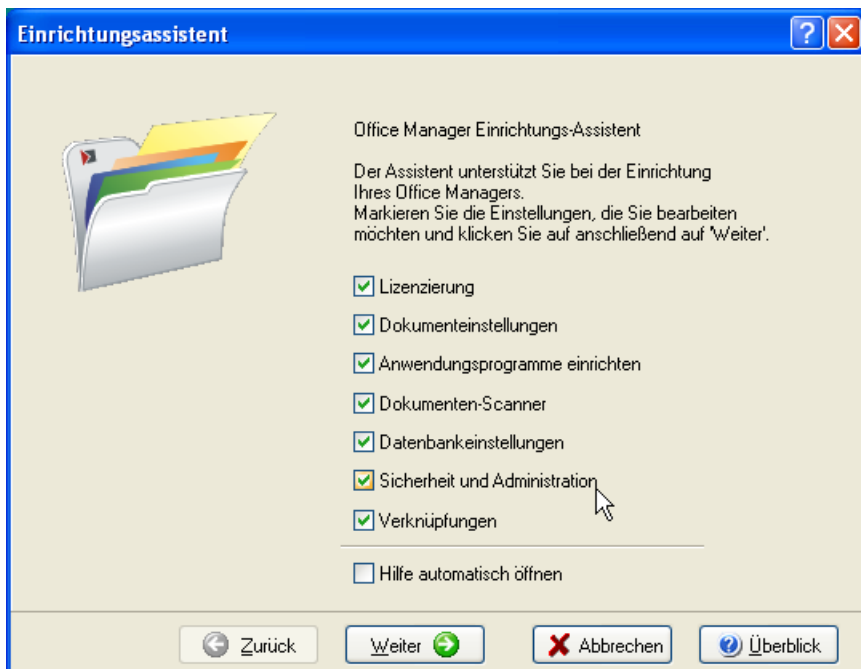 Einrichtungsassistent
Office Manager Einrichtungs-Assistent
Der Assistent unterstützt Sie bei der Einrichtung
Ihres Office Managers.
Markieren Sie die Einstellungen, die Sie bearbeiten
möchten und klicken Sie auf anschließend auf 'Weiter'.
Lizenzierung
Dokumenteinstellungen
Anwendungsprogramme einrichten
Dokumenten-Scanner
Datenbankeinstellungen
Sicherheit und Administration
Verknüpfungen
Hilfe automatisch öffnen
Zurück
Weiter
Abbrechen
Überblick